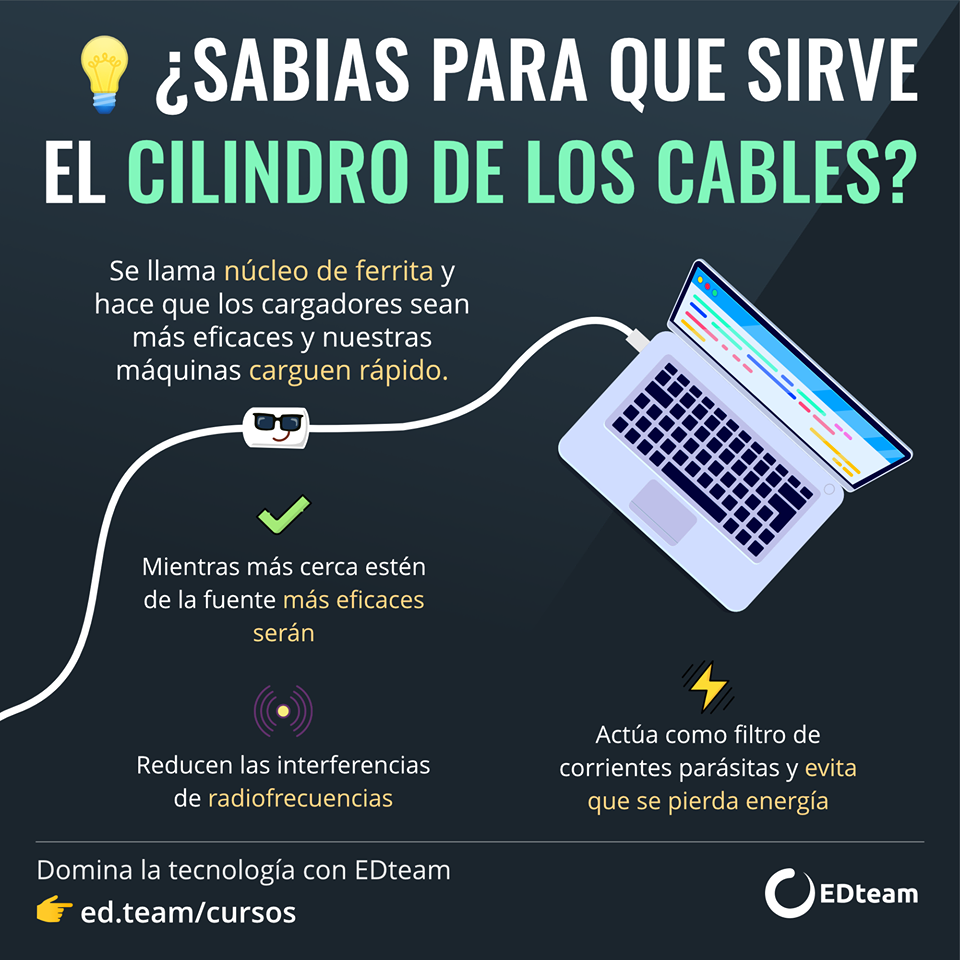 ¿SABIAS PARA QUE SIRVE
EL CILINDRO DE LOS CABLES?
Se llama núcleo de ferrita y
hace que los cargadores sean
más eficaces y nuestras
máquinas carguen rápido.
Mientras más cerca estén
de la fuente más eficaces
serán
Reducen las interferencias
de radiofrecuencias
Actúa como filtro de
corrientes parásitas y evita
que se pierda energía
Domina la tecnología con EDteam
ed.team/cursos
EDteam